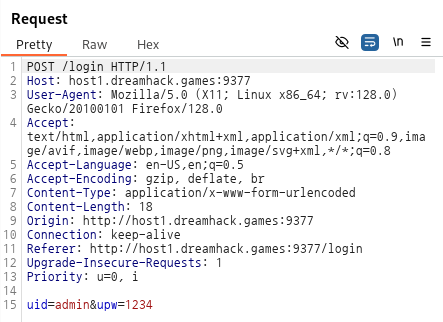 Request
Pretty Raw Hex \n
1 POST /login HTTP/1.1
2 Host: host1.dreamhack.games:9377
3 User-Agent: Mozilla/5.0 (X11; Linux x86_64; rv:128.0)
Gecko/20100101 Firefox/128.0
4 Accept:
text/html,application/xhtml+xml,application/xml;q=0.9,ima
ge/avif,image/webp,image/png,image/svg+xml,*/*;q=0.8
5 Accept-Language: en-US,en;q=0.5
6 Accept-Encoding: gzip, deflate, br
7 Content-Type: application/x-www-form-urlencoded
8 Content-Length: 18
9 Origin: http://host1.dreamhack.games:9377
10 Connection: keep-alive
11 Referer: http://host1.dreamhack.games:9377/login
12 Upgrade-Insecure-Requests: 1
13 Priority: u=0, i
14
15 uid=admin&upw=1234